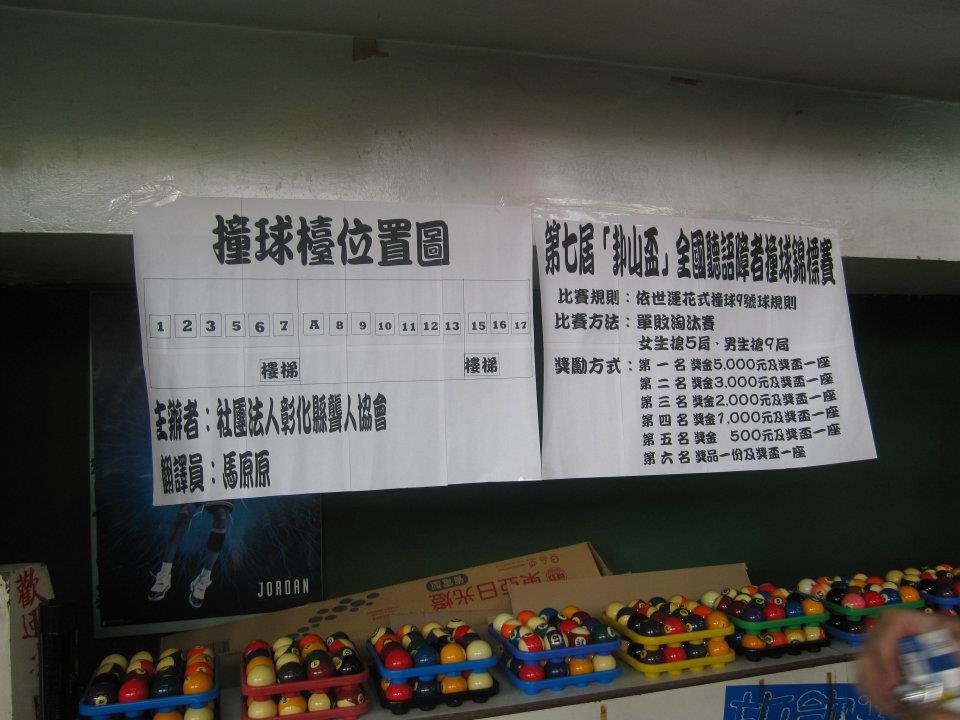 撞球檯位置圖
1 2 3 5 6 7 A 8 9 10 11 12 13 15 16 17
樓梯 樓梯
主辦者：社團法人彰化縣聾人協會
翻譯員：馬原原
第七屆「卦山盃」全國聽語障者撞球錦標賽
比賽規則：依世運花式撞球9號球規則
比賽方法：單敗淘汰賽
女生搶5局、男生搶9局
獎勵方式：第一名 獎金5,000元及獎盃一座
第二名 獎金3,000元及獎盃一座
第三名 獎金2,000元及獎盃一座
第四名 獎金1,000元及獎盃一座
第五名 獎金 500元及獎盃一座
第六名 獎品一份及獎盃一座
JORDAN
東亞日光燈
歡